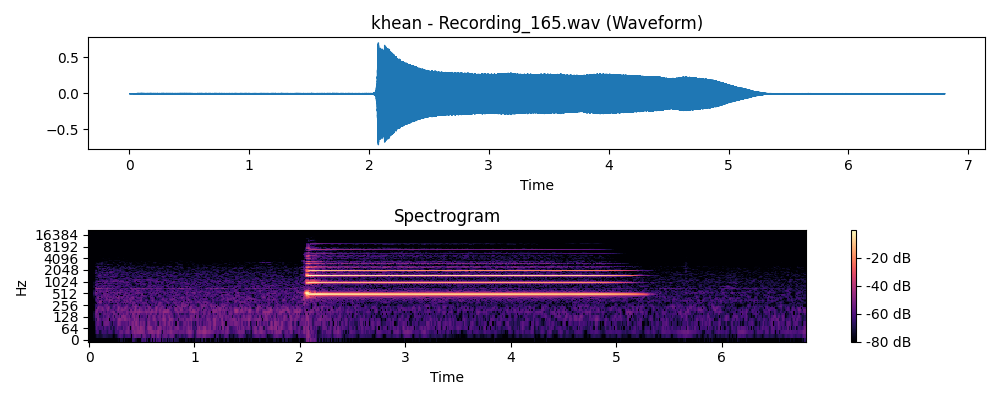 khean - Recording_165.wav (Waveform)
0.5
0.0
−0.5
0 1 2 3 4 5 6 7
Time
Spectrogram
16384
8192
4096
2048
1024
512
256
128
64
0
Hz
-20 dB
-40 dB
-60 dB
-80 dB
0 1 2 3 4 5 6
Time